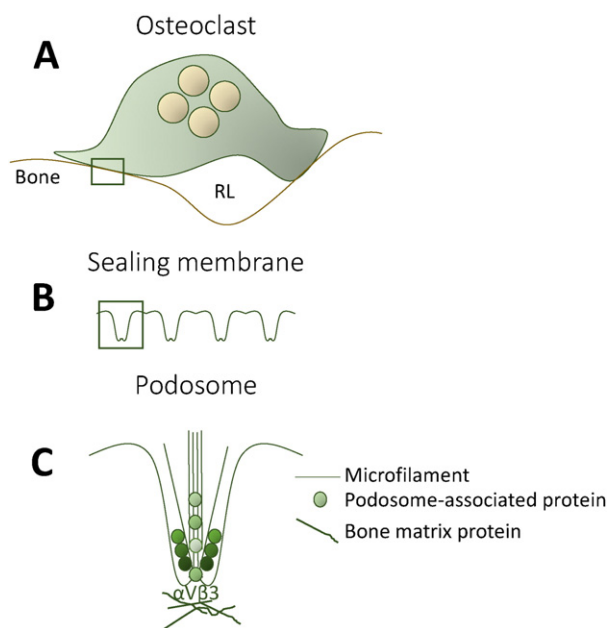 Osteoclast
A
Bone
RL
Sealing membrane
B
Podosome
C
Microfilament
Podosome-associated protein
Bone matrix protein
αVβ3